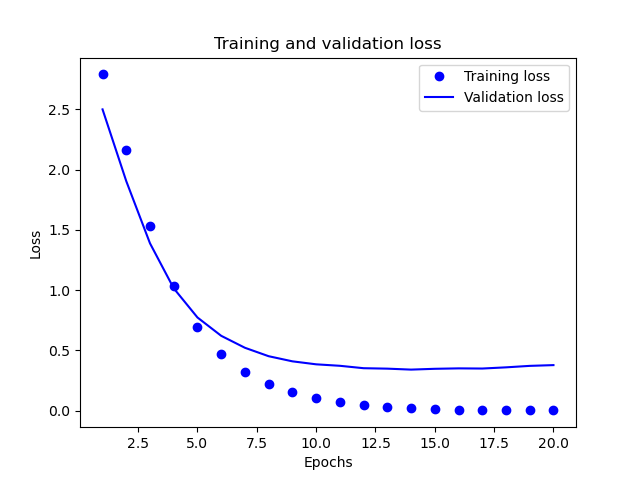 Training and validation loss
Training loss
Validation loss
2.5
2.0
1.5
1.0
0.5
0.0
Loss
2.5 5.0 7.5 10.0 12.5 15.0 17.5 20.0
Epochs